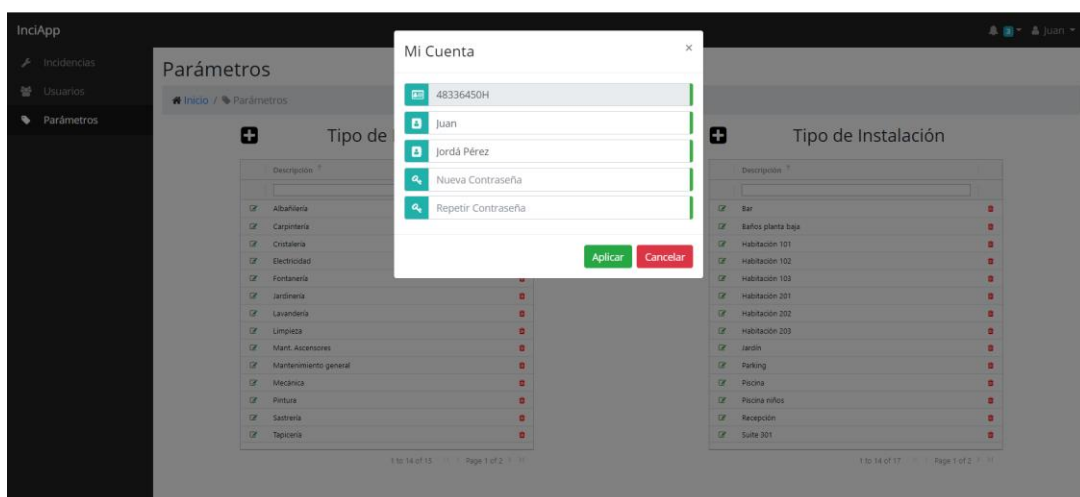 InciApp
3
Juan
Incidencias
Usuarios
Parámetros
Parámetros
Inicio / Parámetros
Mi Cuenta
×
48336450H
Juan
Jordá Pérez
Nueva Contraseña
Repetir Contraseña
Aplicar
Cancelar
Tipo de
Descripción
Albañilería
Carpintería
Cristalería
Electricidad
Fontanería
Jardinería
Lavandería
Limpieza
Mant. Ascensores
Mantenimiento general
Mecánica
Pintura
Sastrería
Tapicería
1 to 14 of 15
Page 1 of 2
Tipo de Instalación
Descripción
Bar
Baños planta baja
Habitación 101
Habitación 102
Habitación 103
Habitación 201
Habitación 202
Habitación 203
Jardín
Parking
Piscina
Piscina niños
Recepción
Suite 301
1 to 14 of 17
Page 1 of 2